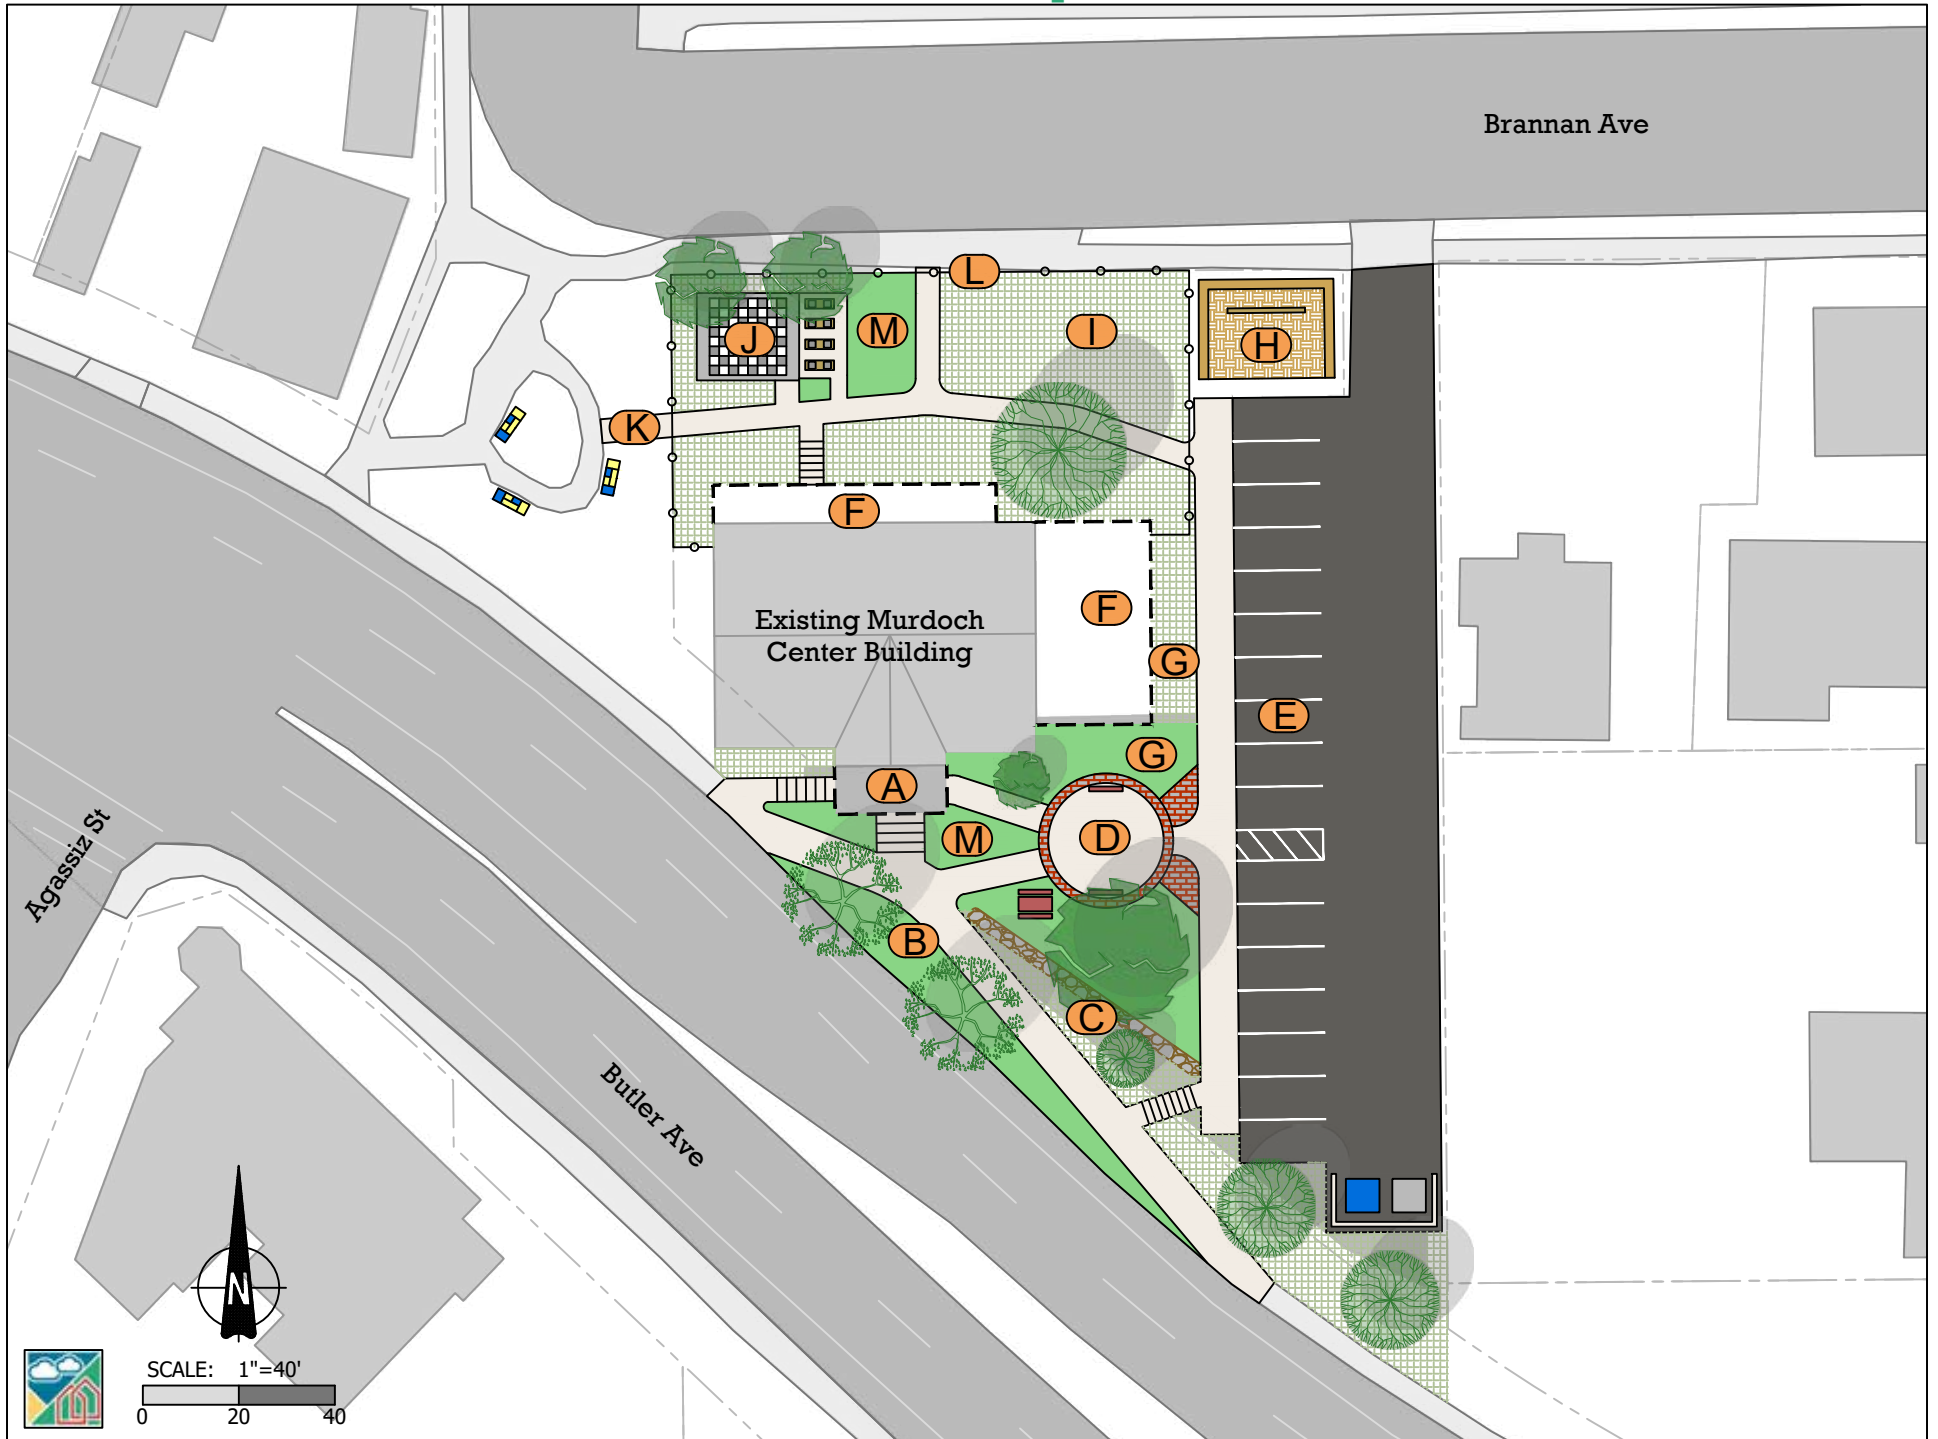 Brannan Ave
L
J
M
I
H
K
F
Existing Murdoch
Center Building
F
G
E
G
A
D
M
Agassiz St
B
C
Butler Ave
N
SCALE: 1"=40'
0 20 40